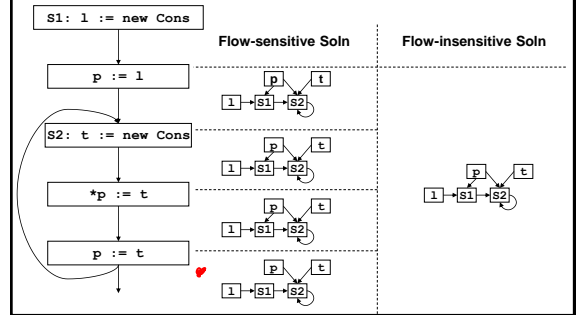 S1: l := new Cons
Flow-sensitive Soln
Flow-insensitive Soln
p := l
p t
l S1 S2
S2: t := new Cons
p t
l S1 S2
p t
l S1 S2
*p := t
p t
l S1 S2
p := t
p t
l S1 S2